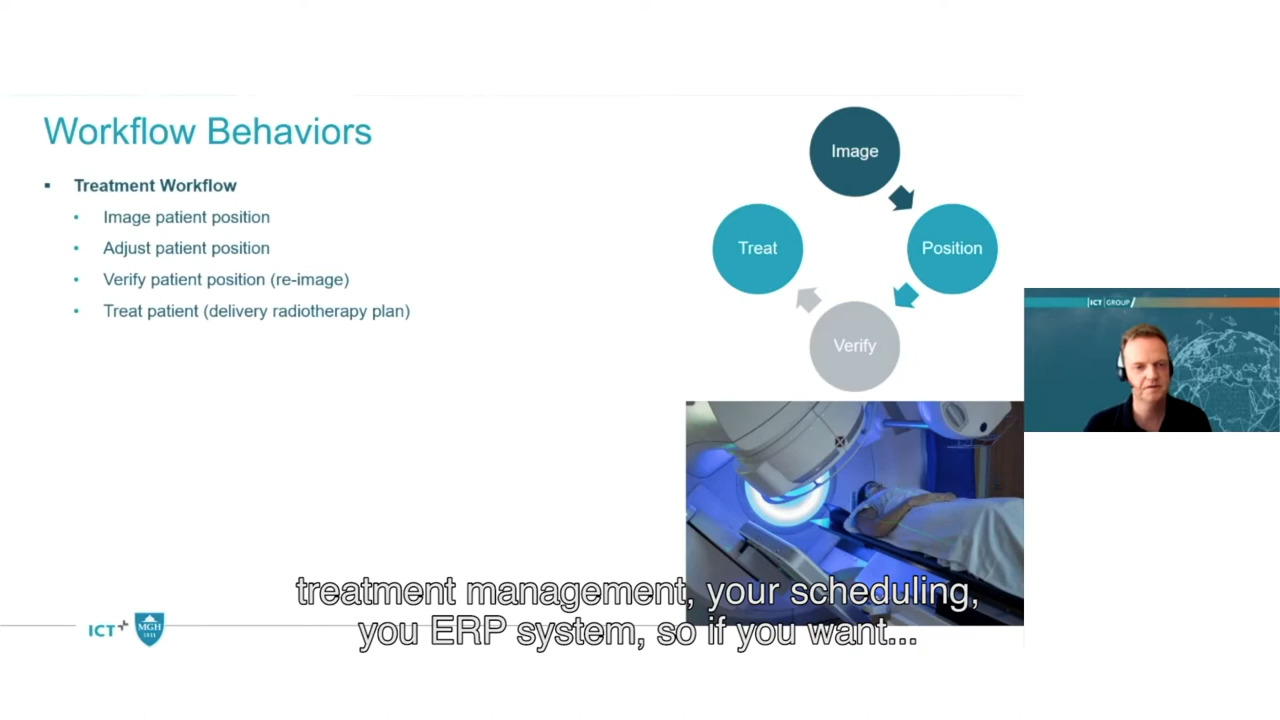 Workflow Behaviors
Treatment Workflow
Image patient position
Adjust patient position
Verify patient position (re-image)
Treat patient (delivery radiotherapy plan)
Image
Treat
Position
Verify
|ICT|GROUP/
treatment management, your scheduling,
you ERP system, so if you want...
ICT+
MGH
1811